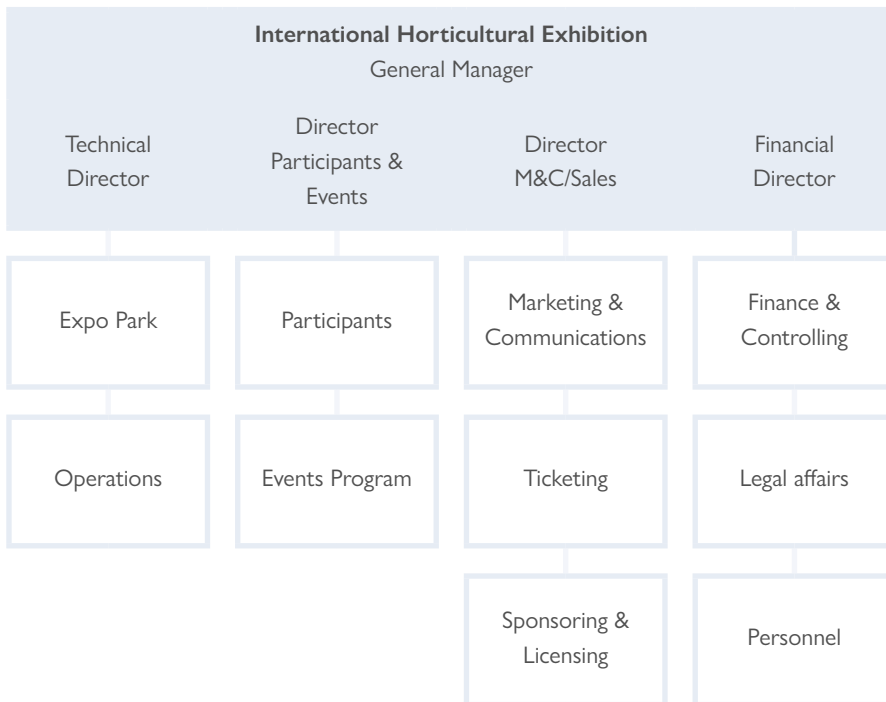 International Horticultural Exhibition
General Manager
Technical
Director
Director
Participants &
Events
Director
M&C/Sales
Financial
Director
Expo Park
Participants
Marketing &
Communications
Finance &
Controlling
Operations
Events Program
Ticketing
Legal affairs
Sponsoring &
Licensing
Personnel